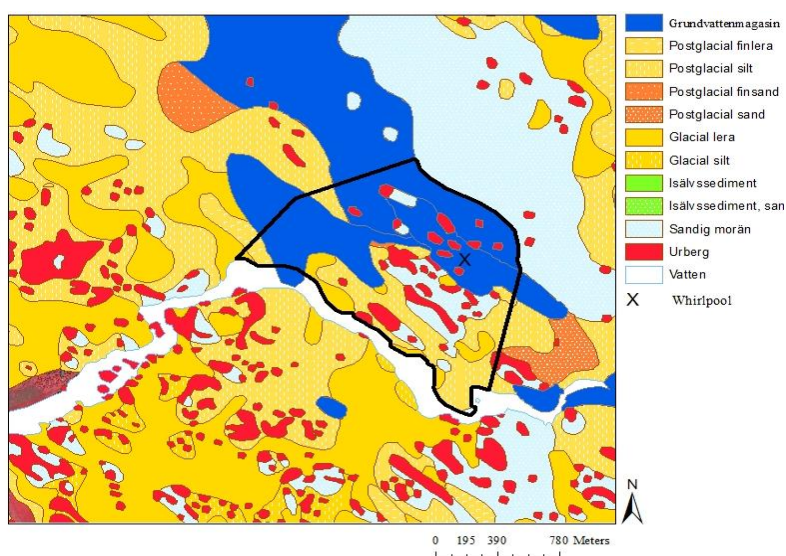 Grundvattenmagasin
Postglacial finlera
Postglacial silt
Postglacial finsand
Postglacial sand
Glacial lera
Glacial silt
Isälvssediment
Isälvssediment, san
Sandig morän
Urberg
Vatten
X Whirlpool
X
N
0 195 390 780 Meters